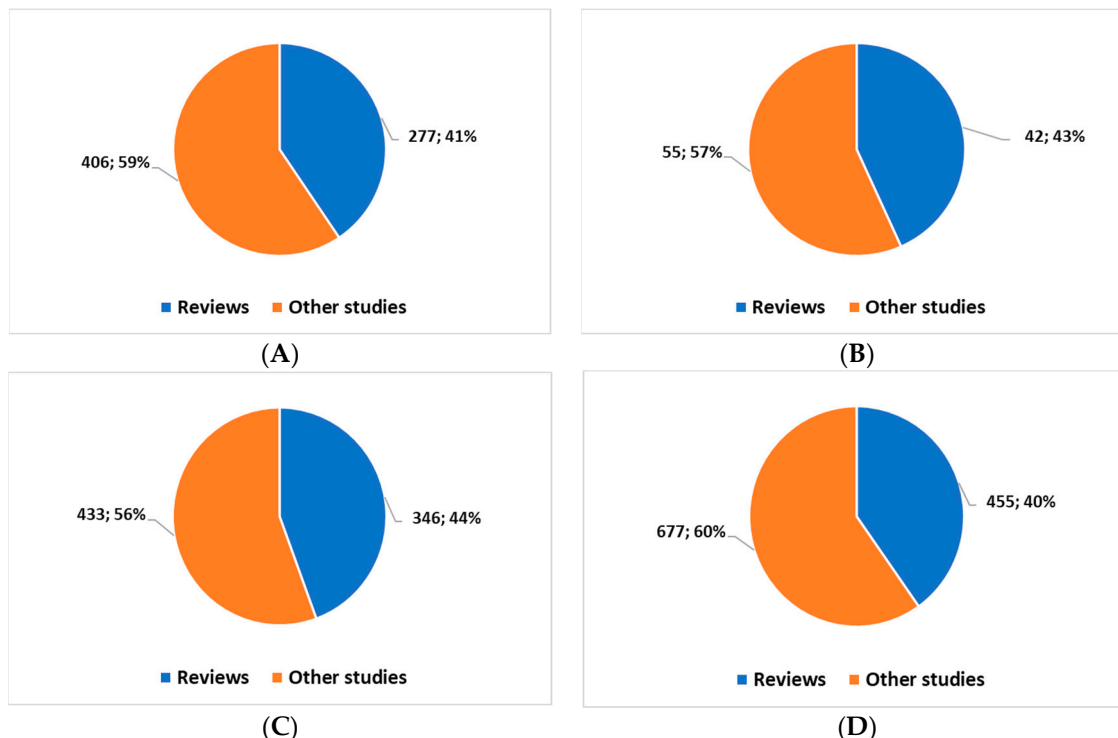 277; 41%
406; 59%
Reviews Other studies
(A)
42; 43%
55; 57%
Reviews Other studies
(B)
433; 56%
346; 44%
Reviews Other studies
(C)
455; 40%
677; 60%
Reviews Other studies
(D)